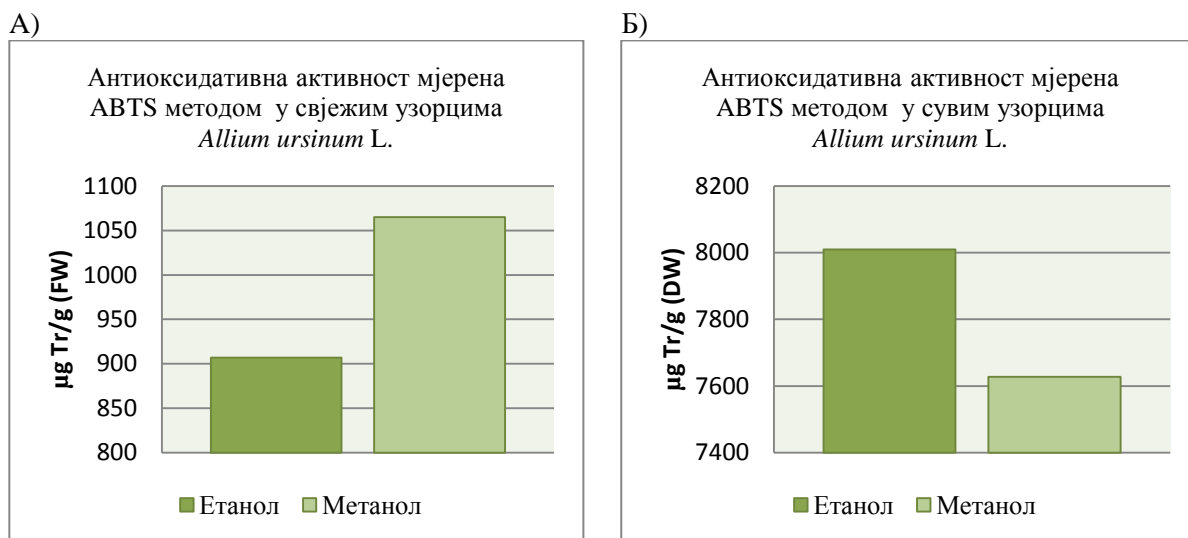 А)
Антиоксидативна активност мјерена
ABTS методом у свјежим узорцима
Allium ursinum L.
µg Tr/g (FW)
1100
1050
1000
950
900
850
800
Етанол
Метанол
Б)
Антиоксидативна активност мјерена
ABTS методом у сувим узорцима
Allium ursinum L.
µg Tr/g (DW)
8200
8000
7800
7600
7400
Етанол
Метанол